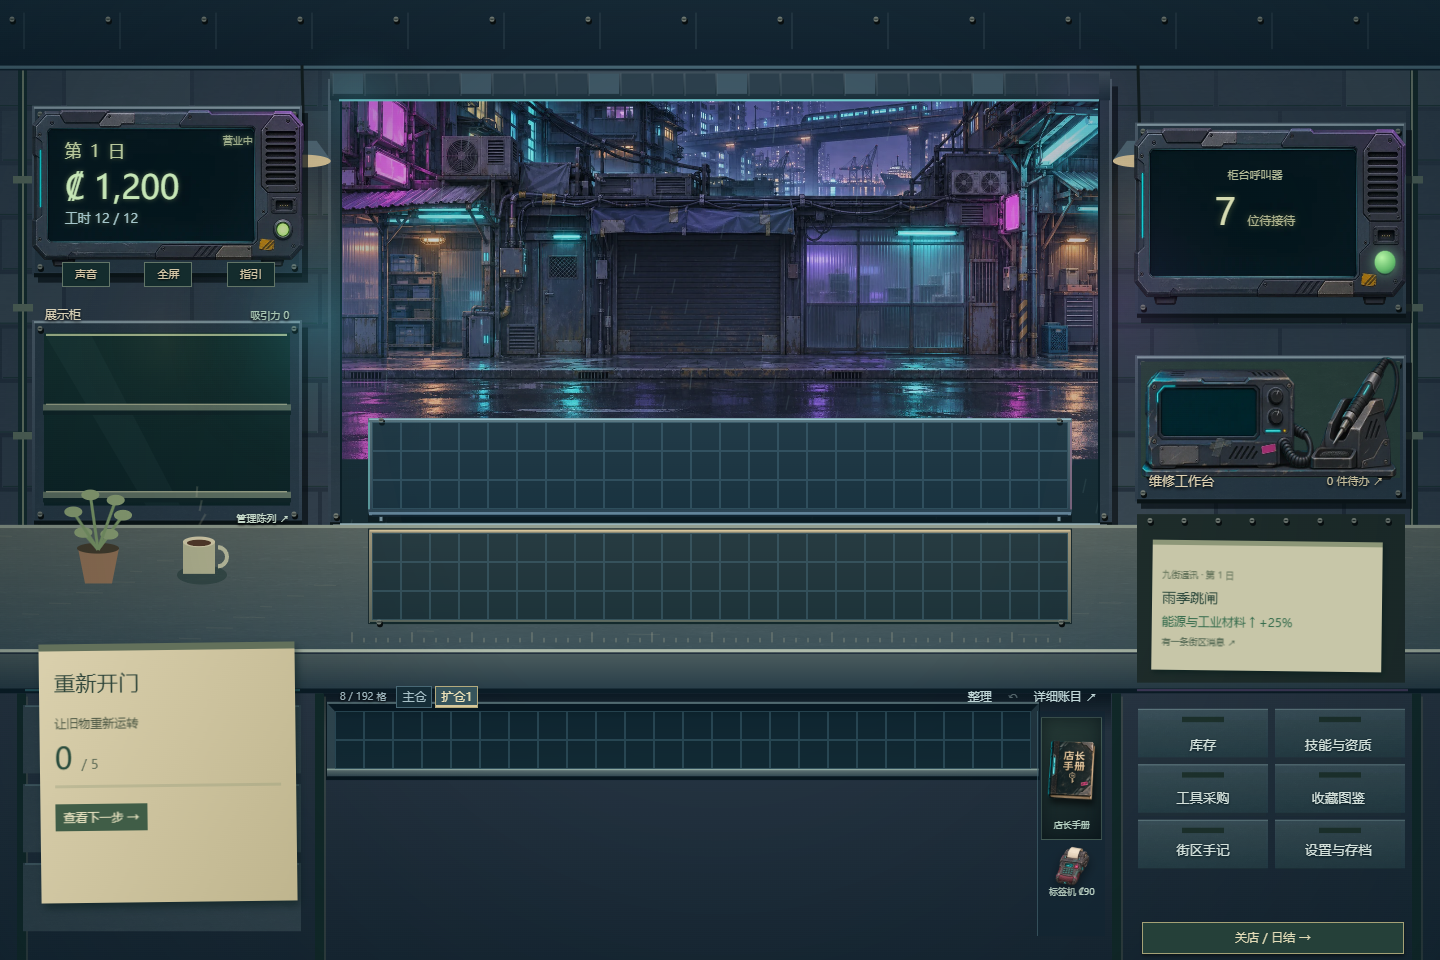 营业中
第 1 日
₡ 1,200
工时 12 / 12
声音
全屏
指引
展示柜
吸引力 0
管理陈列 ↗
柜台呼叫器
7 位待接待
维修工作台
0 件待办 ↗
九街通讯 · 第 1 日
雨季跳闸
能源与工业材料 ↑ +25%
有一条街区消息 ↗
重新开门
让旧物重新运转
0 / 5
查看下一步 →
8 / 192 格
主仓
扩仓1
整理
详细账目 ↗
店长
手册
店长手册
标签机 ₡90
库存
技能与资质
工具采购
收藏图鉴
街区手记
设置与存档
关店 / 日结 →